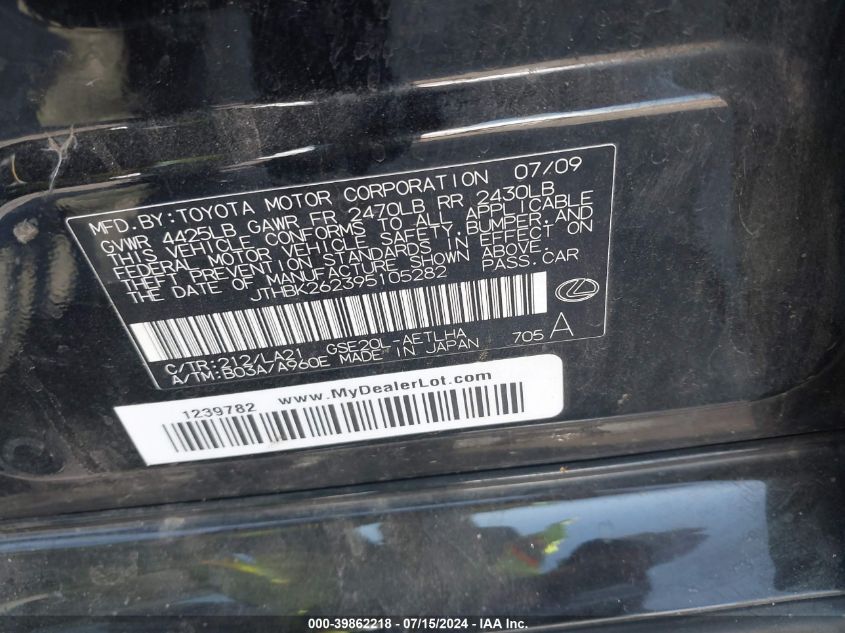 MFD.BY:TOYOTA MOTOR CORPORATION 07/09
GVWR 4425LB GAWR FR 2470LB RR 2430LB
THIS VEHICLE CONFORMS TO ALL APPLICABLE
FEDERAL MOTOR VEHICLE SAFETY,BUMPER,AND
THEFT PREVENTION STANDARDS IN EFFECT ON
THE DATE OF MANUFACTURE SHOWN ABOVE.
JTHBK262395105282 PASS.CAR
C/TR:212/LA21 GSE20L-AETLHA
A/TM:B03A/A960E MADE IN JAPAN 705 A
1239782 www.MyDealerLot.com
000-39862218 - 07/15/2024 - IAA Inc.